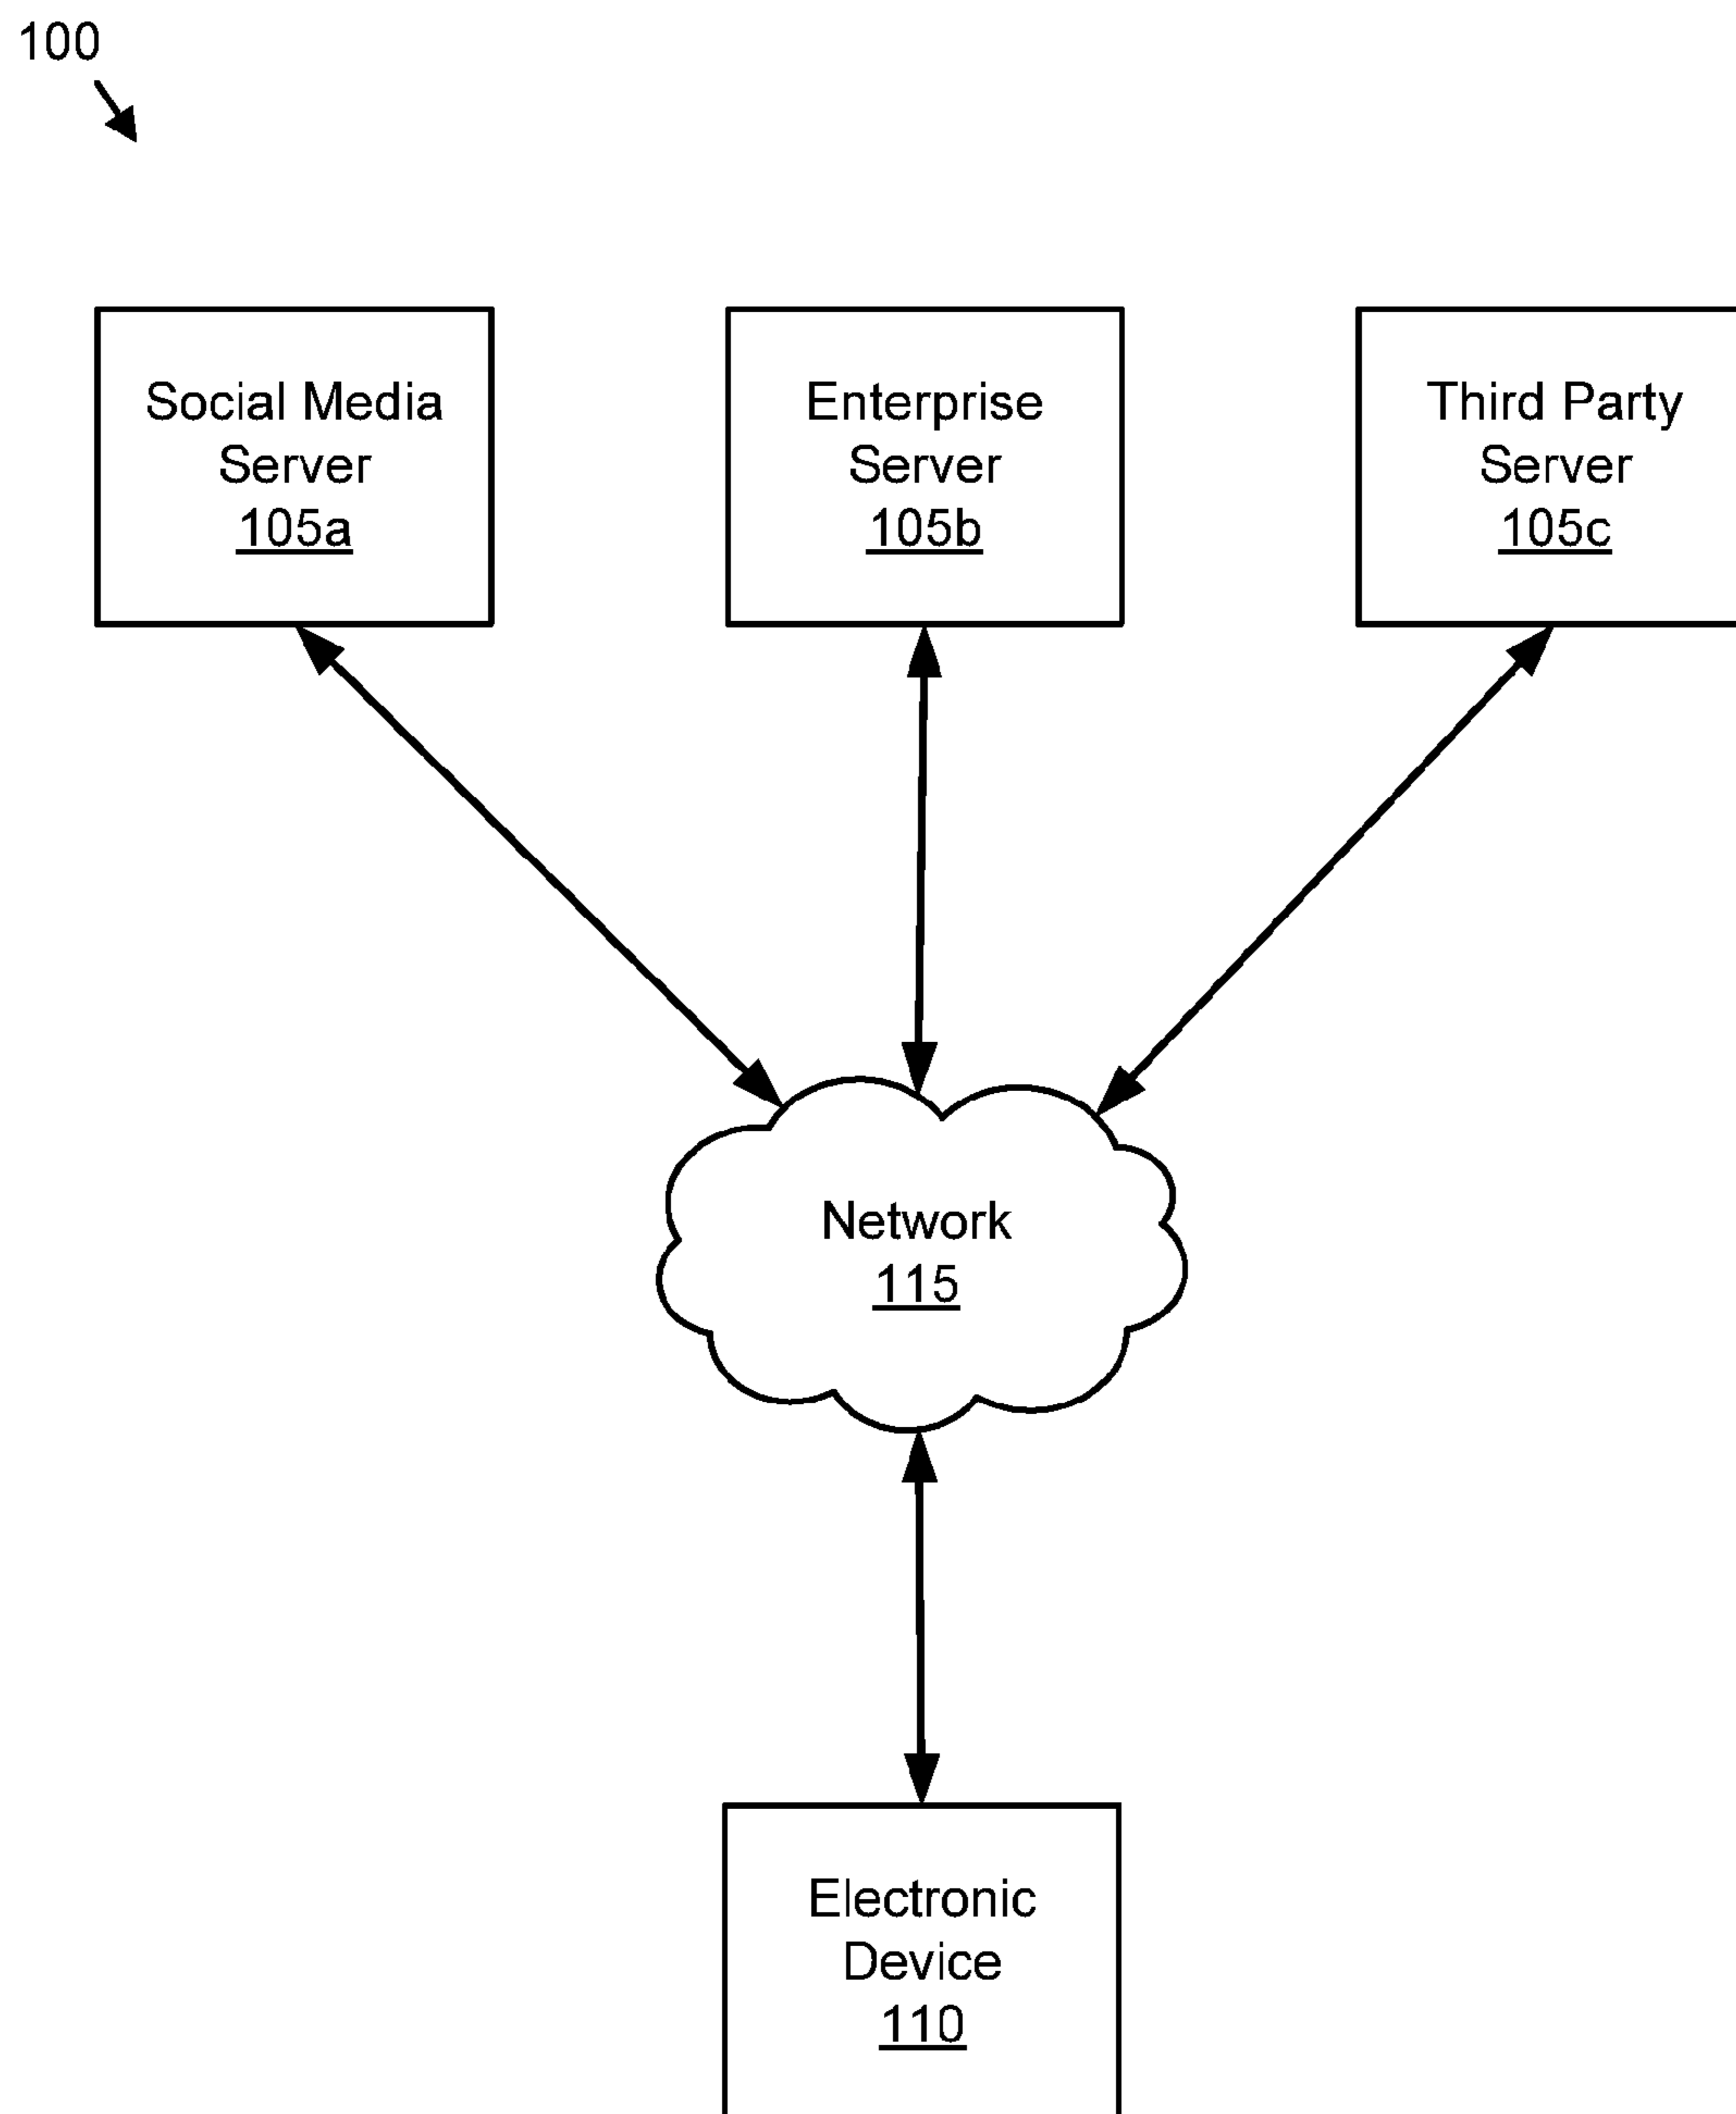 100
Social Media
Server
105a
Enterprise
Server
105b
Third Party
Server
105c
Network
115
Electronic
Device
110